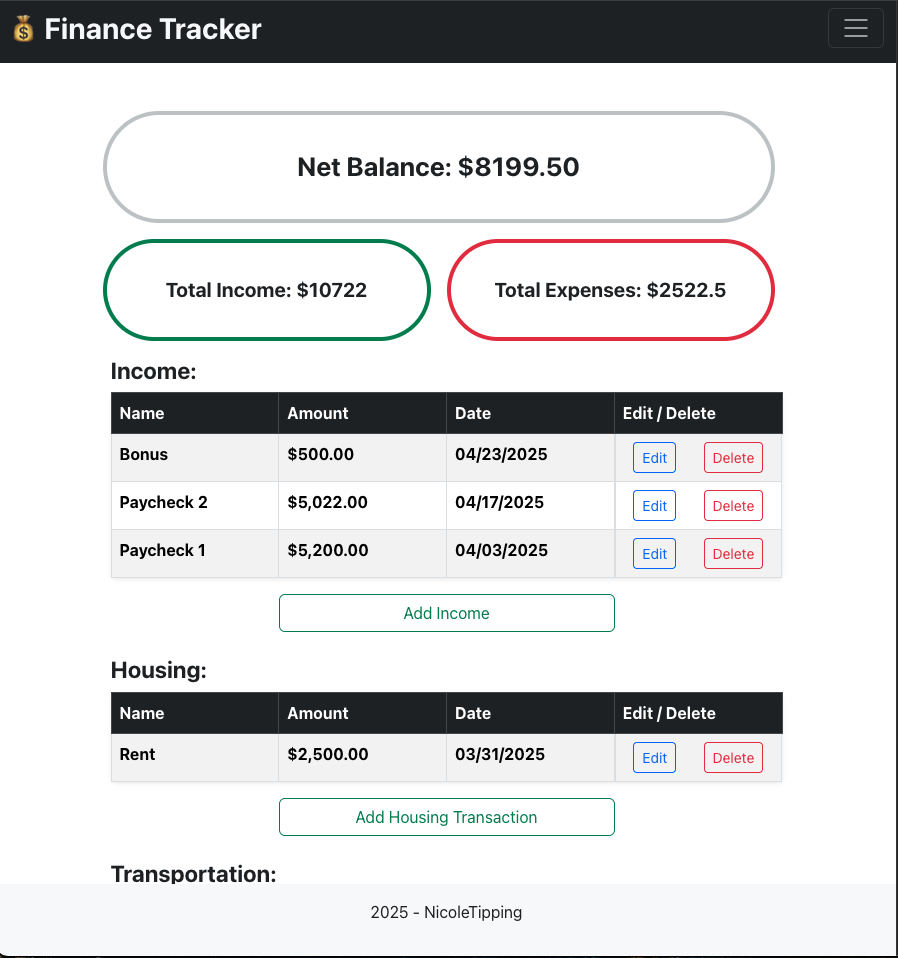 💰 Finance Tracker
Net Balance: $8199.50
Total Income: $10722 Total Expenses: $2522.5
Income:
Name Amount Date Edit / Delete
Bonus $500.00 04/23/2025 Edit Delete
Paycheck 2 $5,022.00 04/17/2025 Edit Delete
Paycheck 1 $5,200.00 04/03/2025 Edit Delete
Add Income
Housing:
Name Amount Date Edit / Delete
Rent $2,500.00 03/31/2025 Edit Delete
Add Housing Transaction
Transportation:
2025 - NicoleTipping